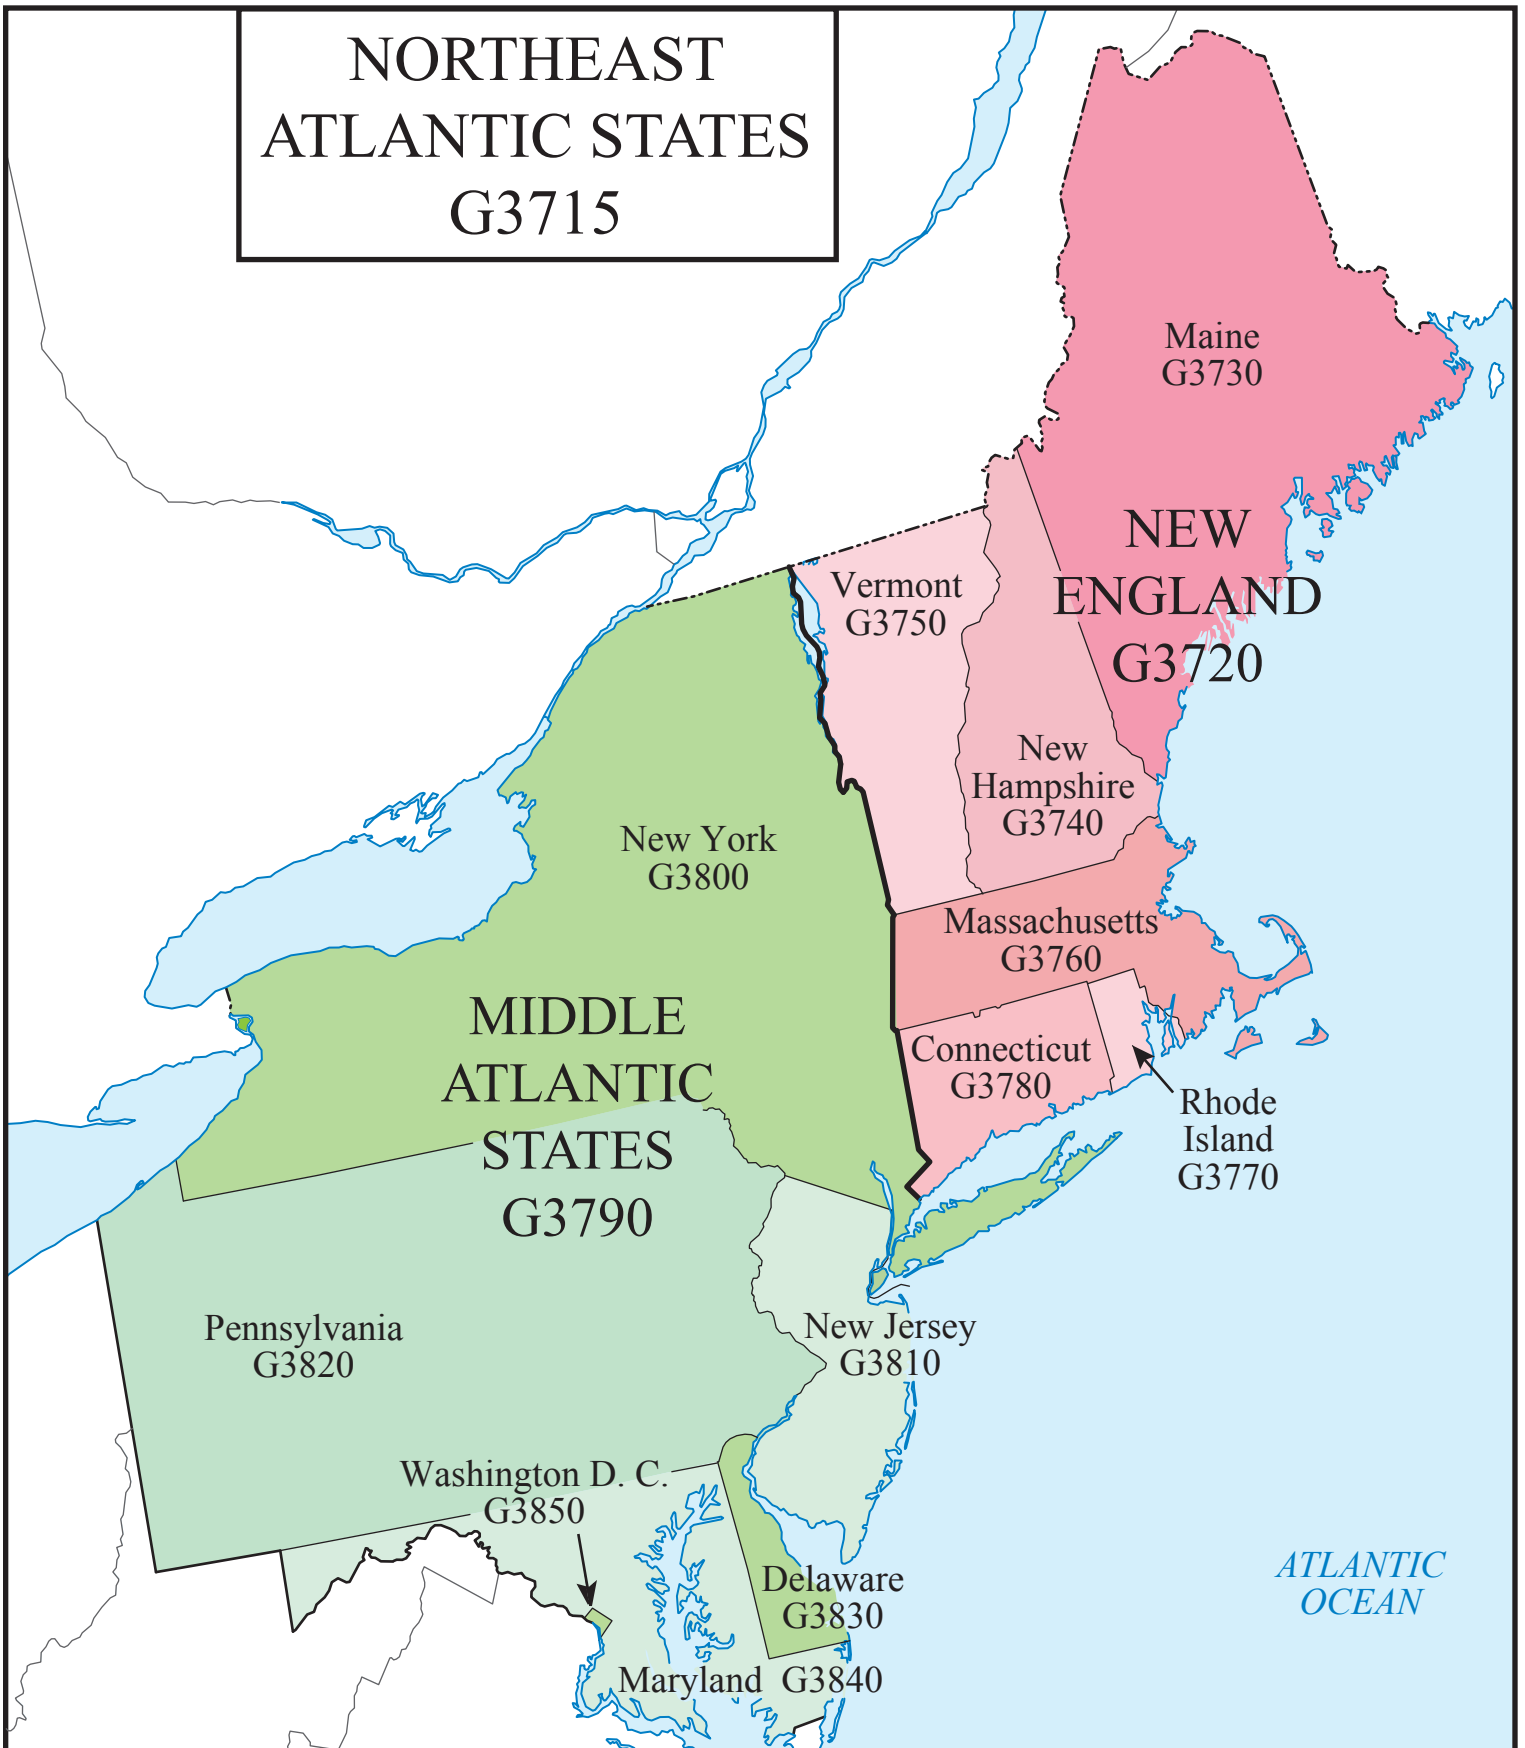 NORTHEAST
ATLANTIC STATES
G3715
Maine
G3730
NEW
ENGLAND
G3720
Vermont
G3750
New
Hampshire
G3740
New York
G3800
Massachusetts
G3760
MIDDLE
ATLANTIC
STATES
G3790
Connecticut
G3780
Rhode
Island
G3770
Pennsylvania
G3820
New Jersey
G3810
Washington D. C.
G3850
Delaware
G3830
Maryland G3840
ATLANTIC
OCEAN